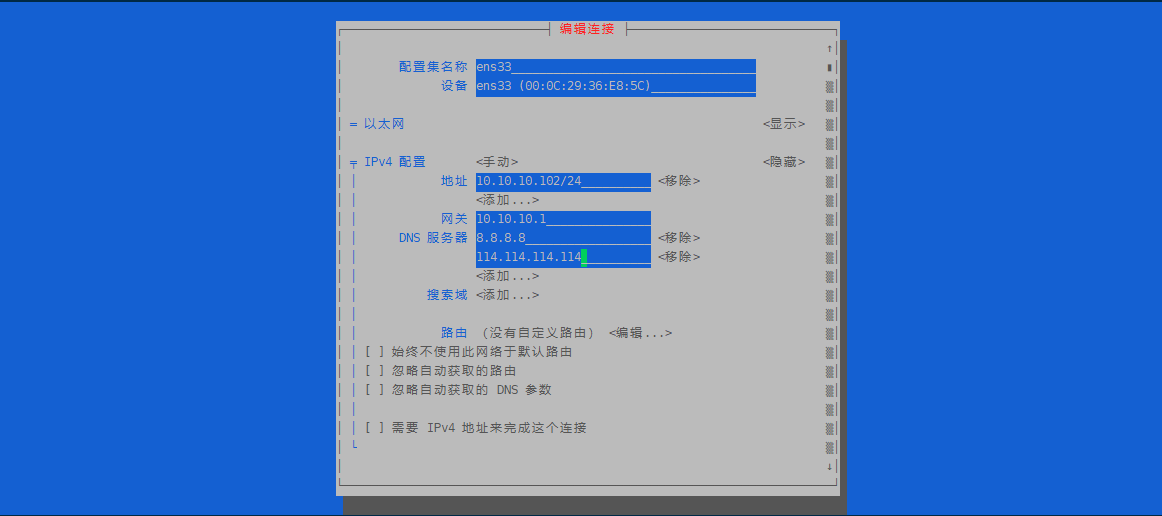 编辑连接
配置集名称 ens33
设备 ens33 (00:0C:29:36:E8:5C)
= 以太网 <显示>
IPv4 配置 <手动> <隐藏>
地址 10.10.10.102/24 <移除>
<添加...>
网关 10.10.10.1
DNS 服务器 8.8.8.8 <移除>
114.114.114.114 <移除>
<添加...>
搜索域 <添加...>
路由 (没有自定义路由) <编辑...>
[ ] 始终不使用此网络于默认路由
[ ] 忽略自动获取的路由
[ ] 忽略自动获取的 DNS 参数
[ ] 需要 IPv4 地址来完成这个连接